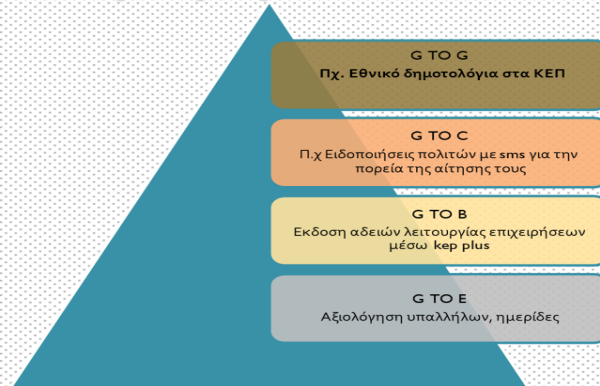 G TO G
Πχ. Εθνικό δημοτολόγια στα ΚΕΠ
G TO C
Π.χ Ειδοποιήσεις πολιτών με sms για την
πορεία της αίτησης τους
G TO B
Εκδοση αδειών λειτουργίας επιχειρήσεων
μέσω kep plus
G TO E
Αξιολόγηση υπαλλήλων, ημερίδες